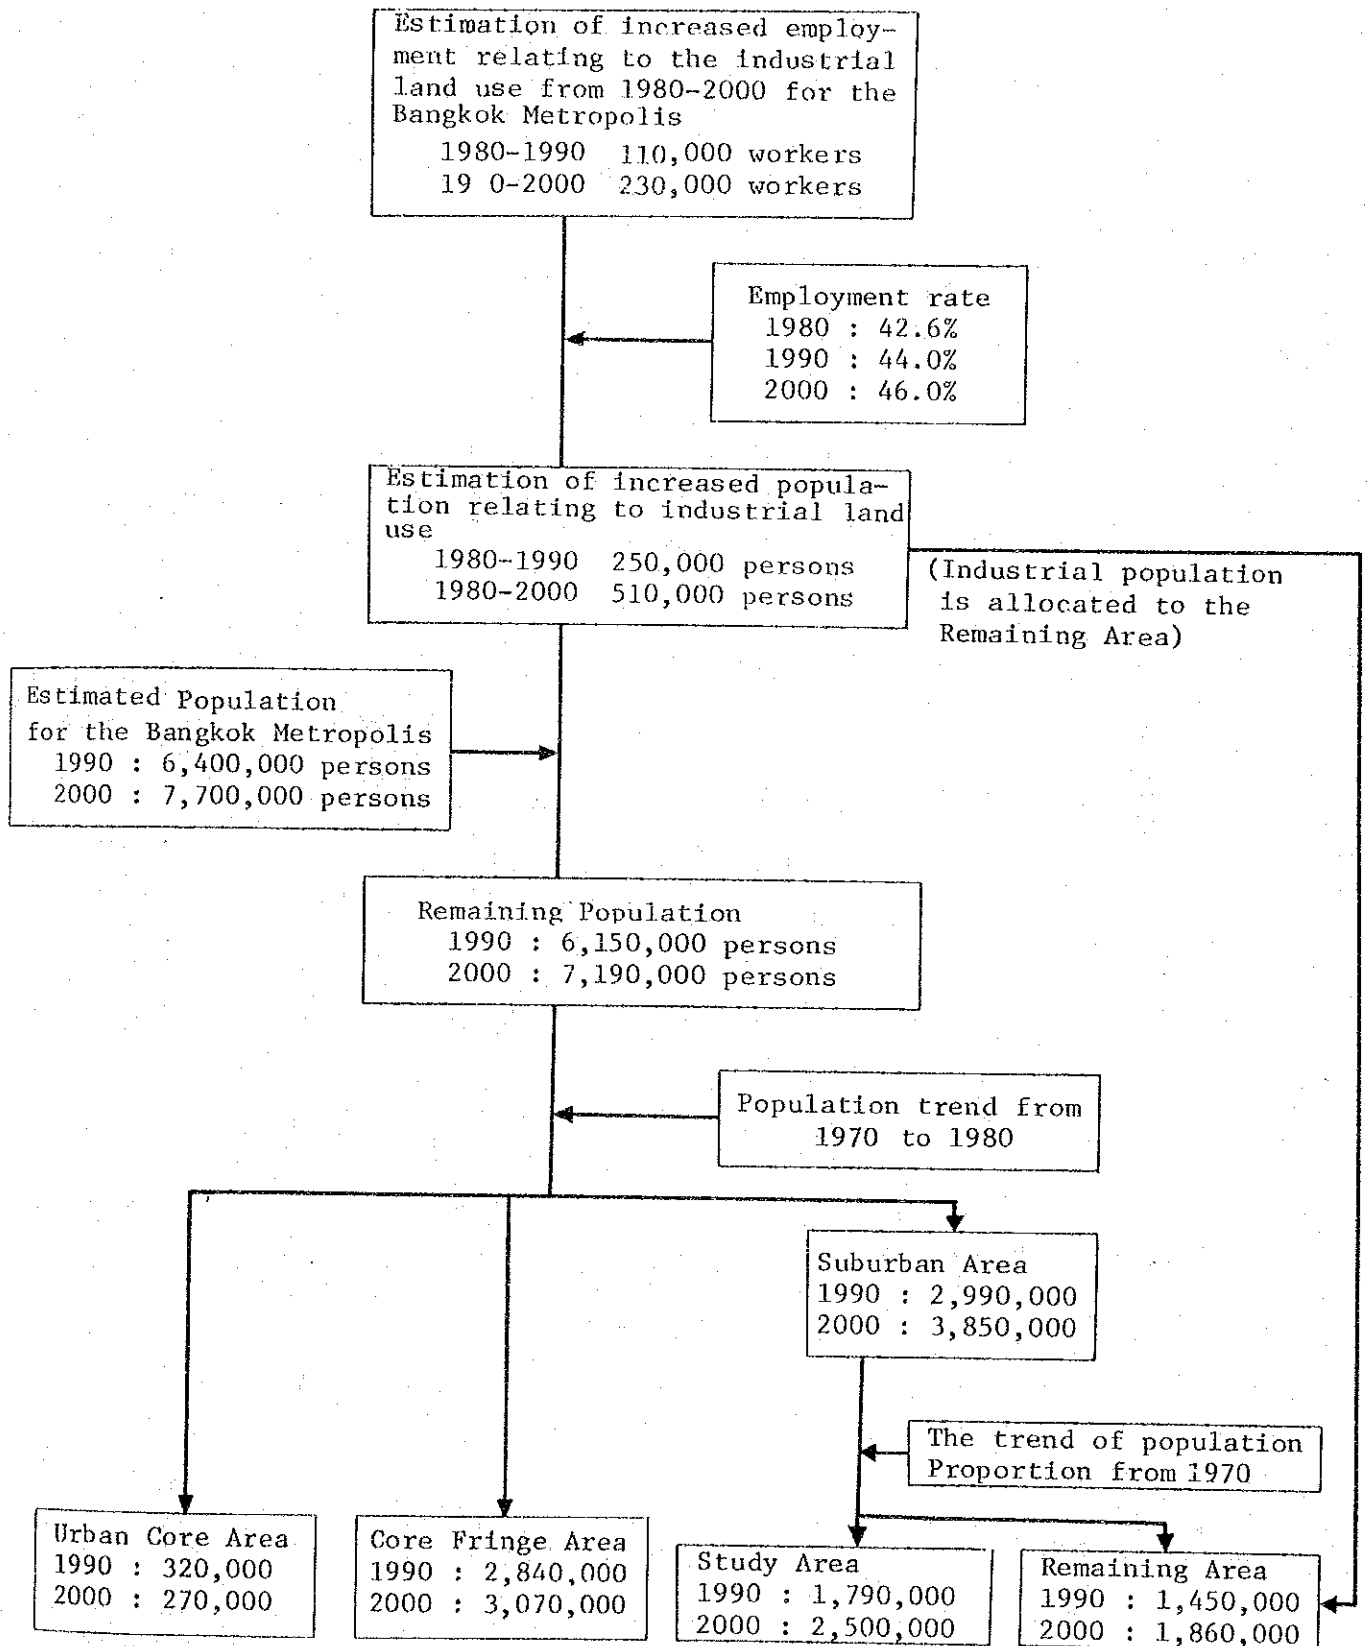 Estimation of increased employ-
ment relating to the industrial
land use from 1980-2000 for the
Bangkok Metropolis
1980-1990 110,000 workers
19 0-2000 230,000 workers
Employment rate
1980 : 42.6%
1990 : 44.0%
2000 : 46.0%
Estimation of increased popula-
tion relating to industrial land
use
1980-1990 250,000 persons
1980-2000 510,000 persons
(Industrial population
is allocated to the
Remaining Area)
Estimated Population
for the Bangkok Metropolis
1990 : 6,400,000 persons
2000 : 7,700,000 persons
Remaining Population
1990 : 6,150,000 persons
2000 : 7,190,000 persons
Population trend from
1970 to 1980
Suburban Area
1990 : 2,990,000
2000 : 3,850,000
The trend of population
Proportion from 1970
Urban Core Area
1990 : 320,000
2000 : 270,000
Core Fringe Area
1990 : 2,840,000
2000 : 3,070,000
Study Area
1990 : 1,790,000
2000 : 2,500,000
Remaining Area
1990 : 1,450,000
2000 : 1,860,000